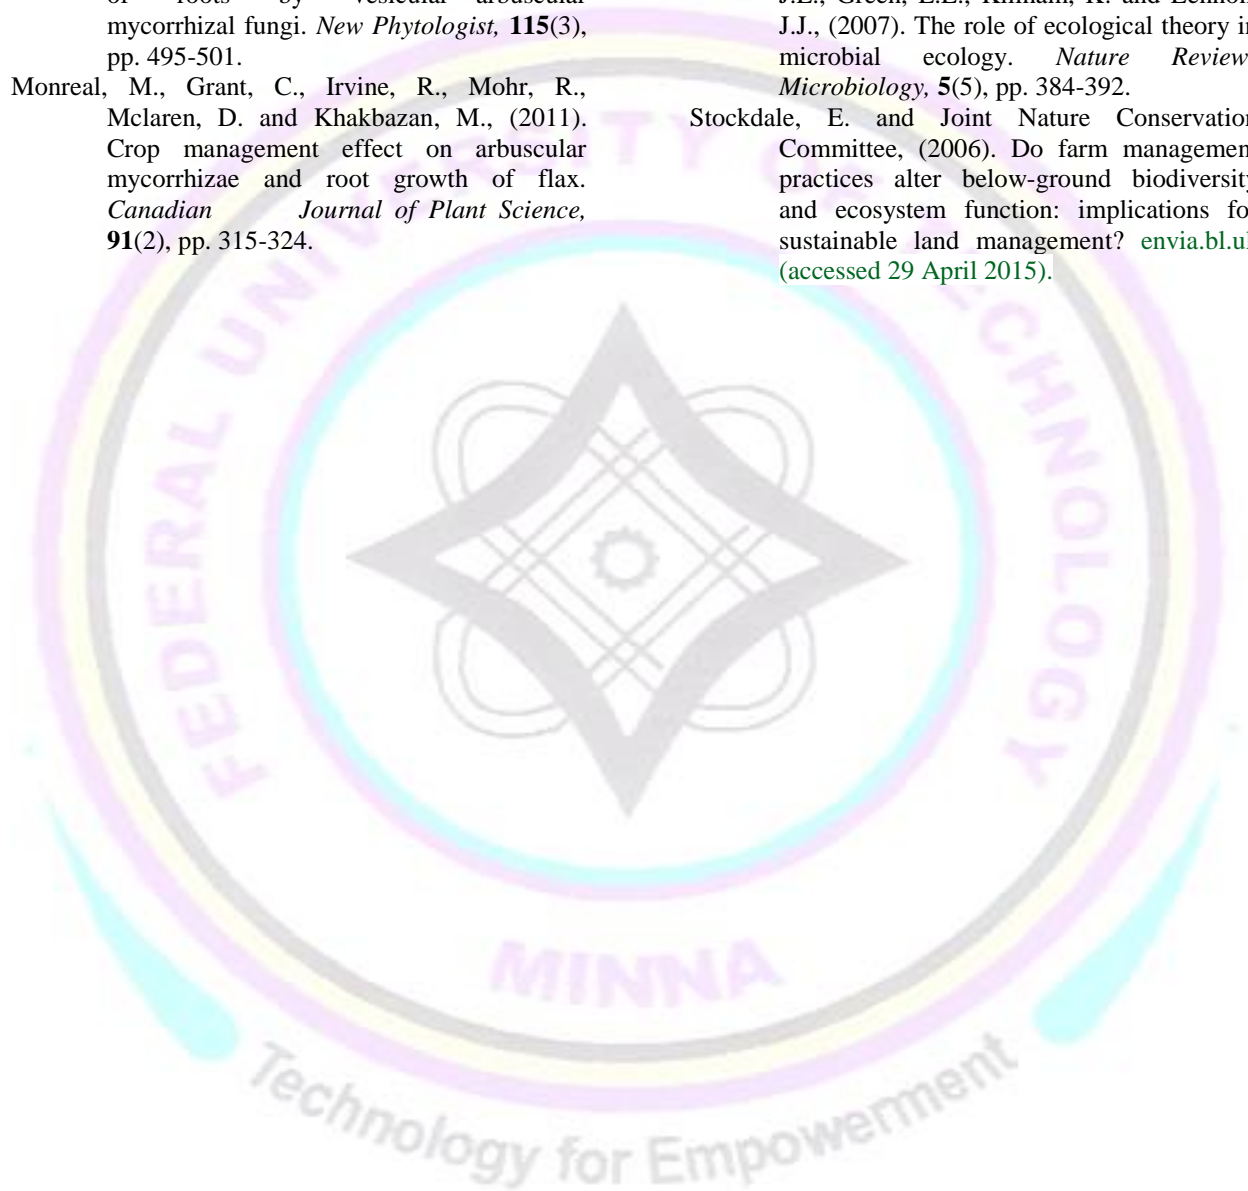 of roots by vesicular-arbuscular
mycorrhizal fungi. New Phytologist, 115(3),
pp. 495-501.
Monreal, M., Grant, C., Irvine, R., Mohr, R.,
Mclaren, D. and Khakbazan, M., (2011).
Crop management effect on arbuscular
mycorrhizae and root growth of flax.
Canadian Journal of Plant Science,
91(2), pp. 315-324.
J.J., (2007). The role of ecological theory in
microbial ecology. Nature Review
Microbiology, 5(5), pp. 384-392.
Stockdale, E. and Joint Nature Conservation
Committee, (2006). Do farm management
practices alter below-ground biodiversity
and ecosystem function: implications fo
sustainable land management? envia.bl.u
(accessed 29 April 2015).
FEDERAL UNIVERSITY OF TECHNOLOGY
MINNA
Technology for Empowerment